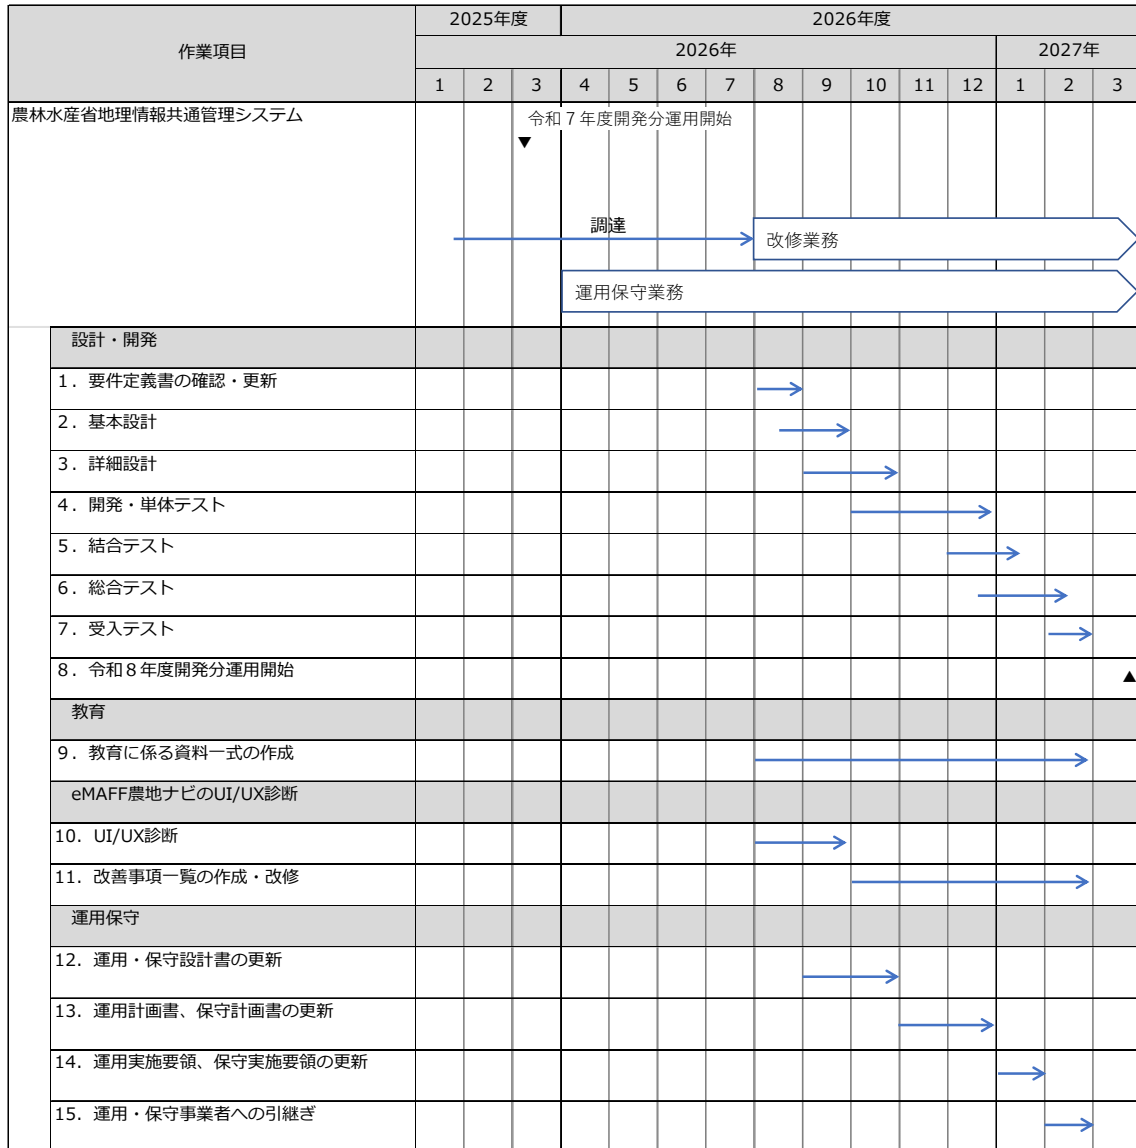 作業項目
2025年度
2026年度
2026年
2027年
1 2 3 4 5 6 7 8 9 10 11 12 1 2 3
農林水産省地理情報共通管理システム
令和７年度開発分運用開始
▼
調達
改修業務
運用保守業務
設計・開発
1．要件定義書の確認・更新
2．基本設計
3．詳細設計
4．開発・単体テスト
5．結合テスト
6．総合テスト
7．受入テスト
8．令和８年度開発分運用開始
▲
教育
9．教育に係る資料一式の作成
eMAFF農地ナビのUI/UX診断
10．UI/UX診断
11．改善事項一覧の作成・改修
運用保守
12．運用・保守設計書の更新
13．運用計画書、保守計画書の更新
14．運用実施要領、保守実施要領の更新
15．運用・保守事業者への引継ぎ